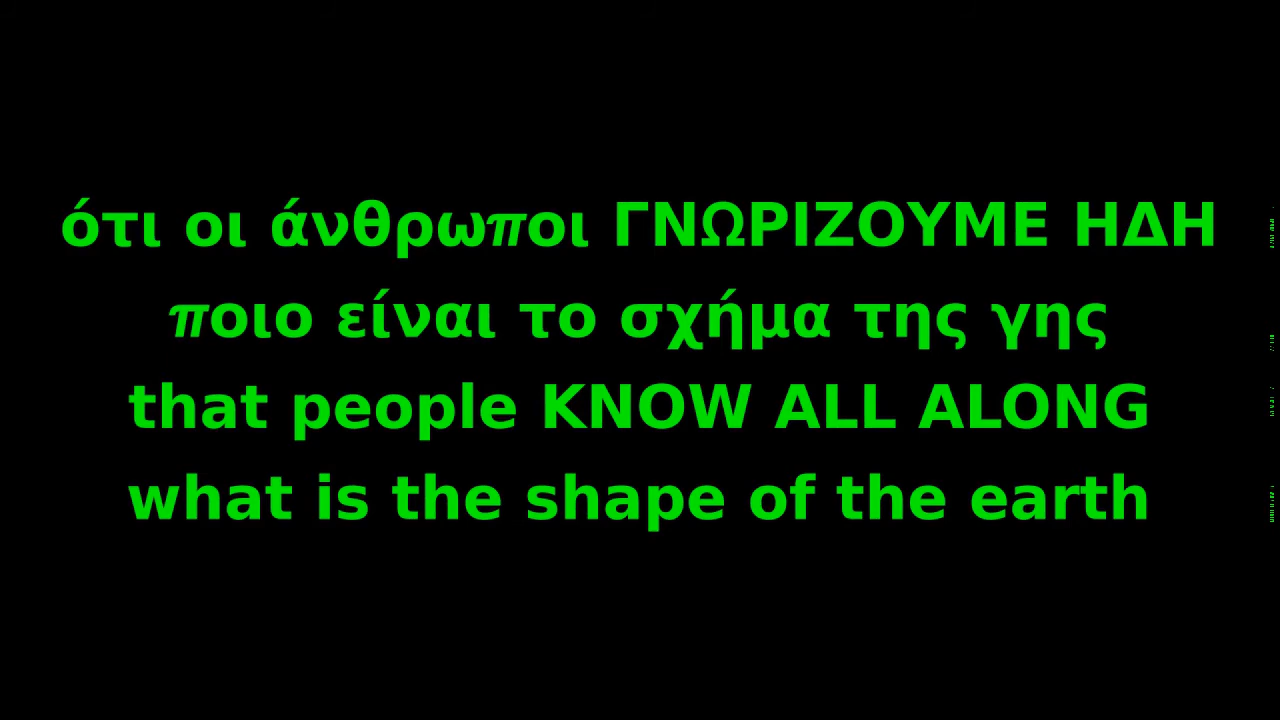 ότι οι άνθρωποι ΓΝΩΡΙΖΟΥΜΕ ΗΔΗ
ποιο είναι το σχήμα της γης
that people KNOW ALL ALONG
what is the shape of the earth